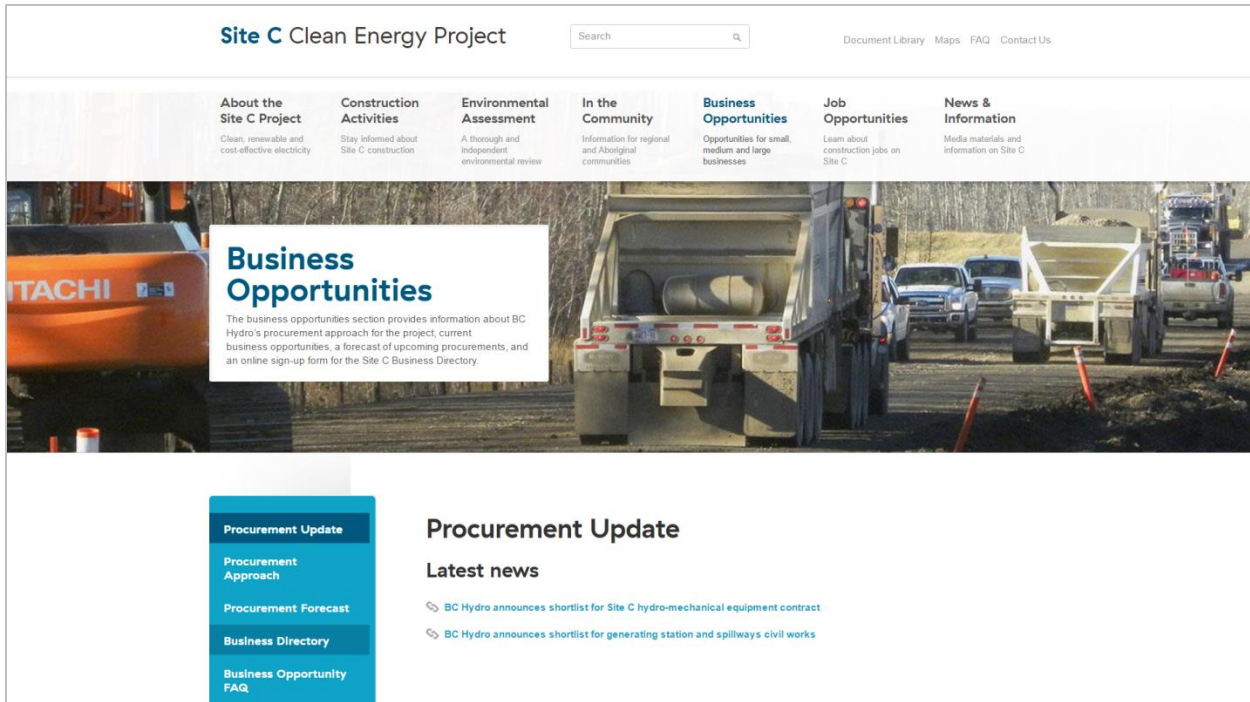 Site C Clean Energy Project
Search
Document Library Maps FAQ Contact Us
About the
Site C Project
Clean, renewable and
cost-effective electricity
Construction
Activities
Stay informed about
Site C construction
Environmental
Assessment
A thorough and
independent
environmental review
In the
Community
Information for regional
and Aboriginal
communities
Business
Opportunities
Opportunities for small,
medium and large
businesses
Job
Opportunities
Learn about
construction jobs on
Site C
News &
Information
Media materials and
information on Site C
ITACHI
Business
Opportunities
The business opportunities section provides information about BC
Hydro's procurement approach for the project, current
business opportunities, a forecast of upcoming procurements, and
an online sign-up form for the Site C Business Directory.
Procurement Update
Procurement
Approach
Procurement Forecast
Business Directory
Business Opportunity
FAQ
Procurement Update
Latest news
BC Hydro announces shortlist for Site C hydro-mechanical equipment contract
BC Hydro announces shortlist for generating station and spillways civil works